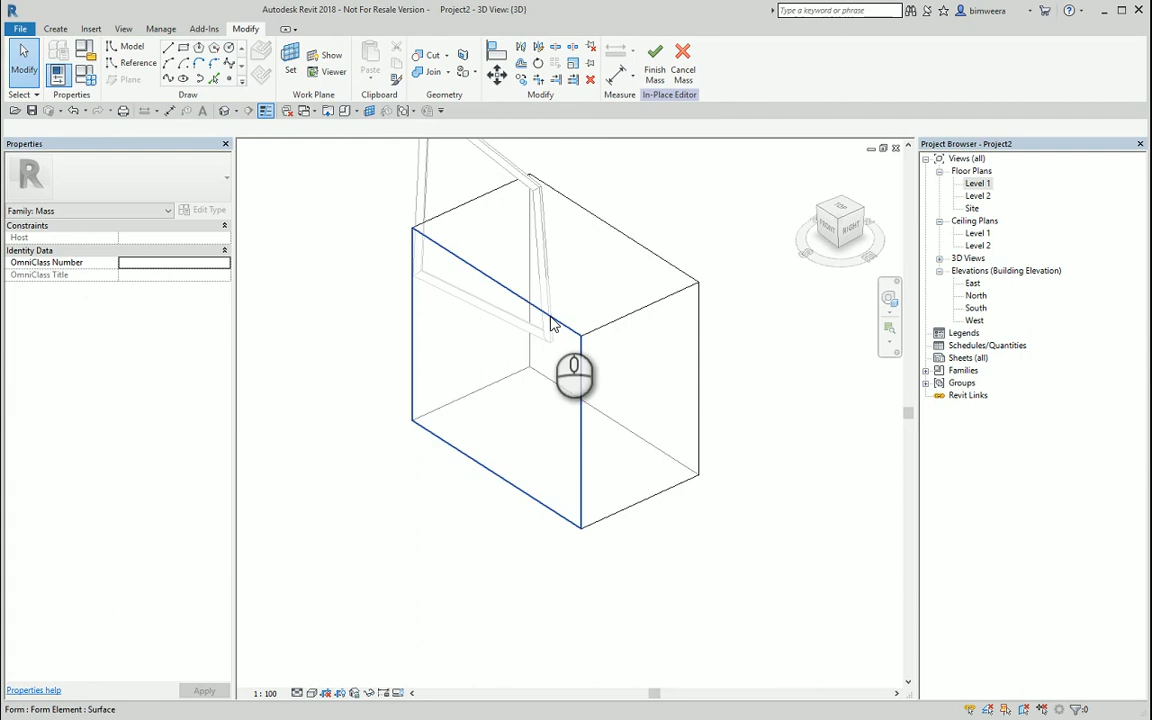 Autodesk Revit 2018 - Not For Resale Version - Project2 - 3D View: {3D}
Type a keyword or phrase
bimweera
File Create Insert View Manage Add-Ins Modify
Modify
Select
Properties
Model
Reference
Plane
Draw
Set
Show
Viewer
Work Plane
Paste
Clipboard
Cut
Join
Geometry
Modify
Measure
Finish Mass
Cancel Mass
In-Place Editor
Properties
R
Family: Mass
Edit Type
Constraints
Host
Identity Data
OmniClass Number
OmniClass Title
Properties help
Apply
TOP
FRONT
RIGHT
1 : 100
Project Browser - Project2
Views (all)
Floor Plans
Level 1
Level 2
Site
Ceiling Plans
Level 1
Level 2
3D Views
Elevations (Building Elevation)
East
North
South
West
Legends
Schedules/Quantities
Sheets (all)
Families
Groups
Revit Links
Form : Form Element : Surface
:0